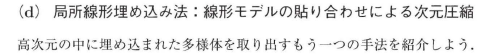 (d) 局所線形埋め込み法：線形モデルの貼り合わせによる次元圧縮
高次元の中に埋め込まれた多様体を取り出すもう一つの手法を紹介しよう．